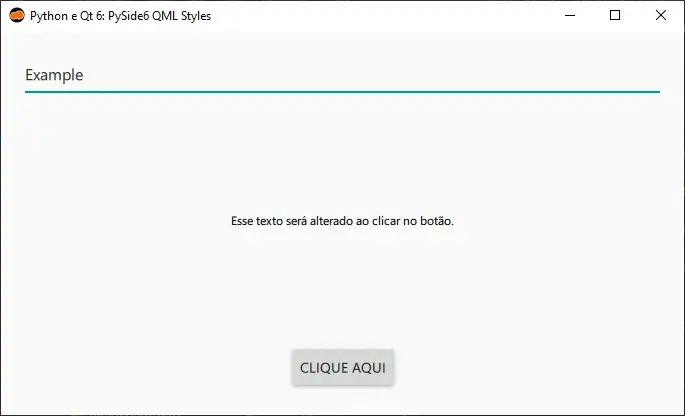 Python e Qt 6: PySide6 QML Styles
Example
Esse texto será alterado ao clicar no botão.
CLIQUE AQUI